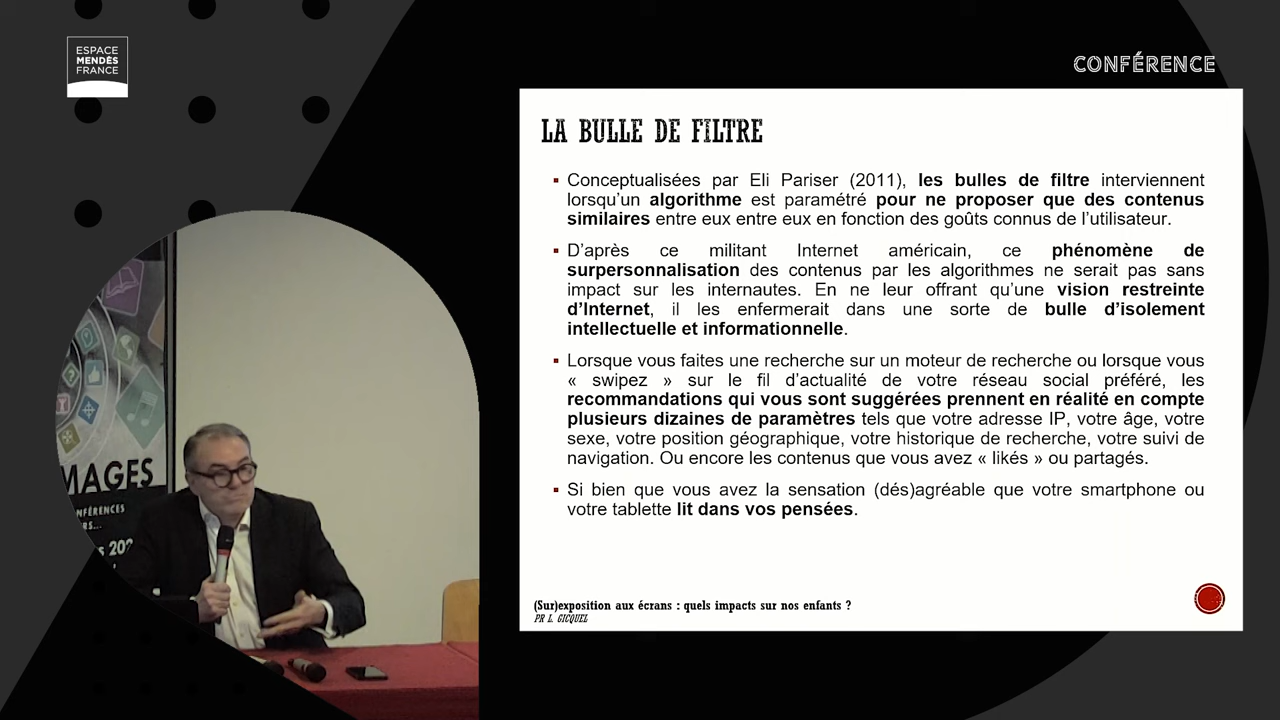 ESPACE
MENDÈS
FRANCE
CONFÉRENCE
LA BULLE DE FILTRE
Conceptualisées par Eli Pariser (2011), les bulles de filtre interviennent
lorsqu'un algorithme est paramétré pour ne proposer que des contenus
similaires entre eux entre eux en fonction des goûts connus de l'utilisateur.
D'après ce militant Internet américain, ce phénomène de
surpersonnalisation des contenus par les algorithmes ne serait pas sans
impact sur les internautes. En ne leur offrant qu'une vision restreinte
d'Internet, il les enfermerait dans une sorte de bulle d'isolement
intellectuelle et informationnelle.
Lorsque vous faites une recherche sur un moteur de recherche ou lorsque vous
« swipez » sur le fil d'actualité de votre réseau social préféré, les
recommandations qui vous sont suggérées prennent en réalité en compte
plusieurs dizaines de paramètres tels que votre adresse IP, votre âge, votre
sexe, votre position géographique, votre historique de recherche, votre suivi de
navigation. Ou encore les contenus que vous avez « likés » ou partagés.
Si bien que vous avez la sensation (dés)agréable que votre smartphone ou
votre tablette lit dans vos pensées.
(Sur)exposition aux écrans : quels impacts sur nos enfants ?
PR L. GICQUEL
MAGES
NFÉRENCES
RS...
s 202